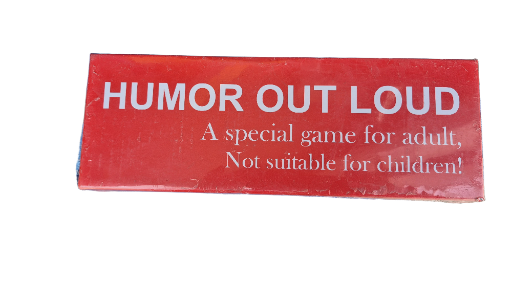 HUMOR OUT LOUD
A special game for adult,
Not suitable for children!